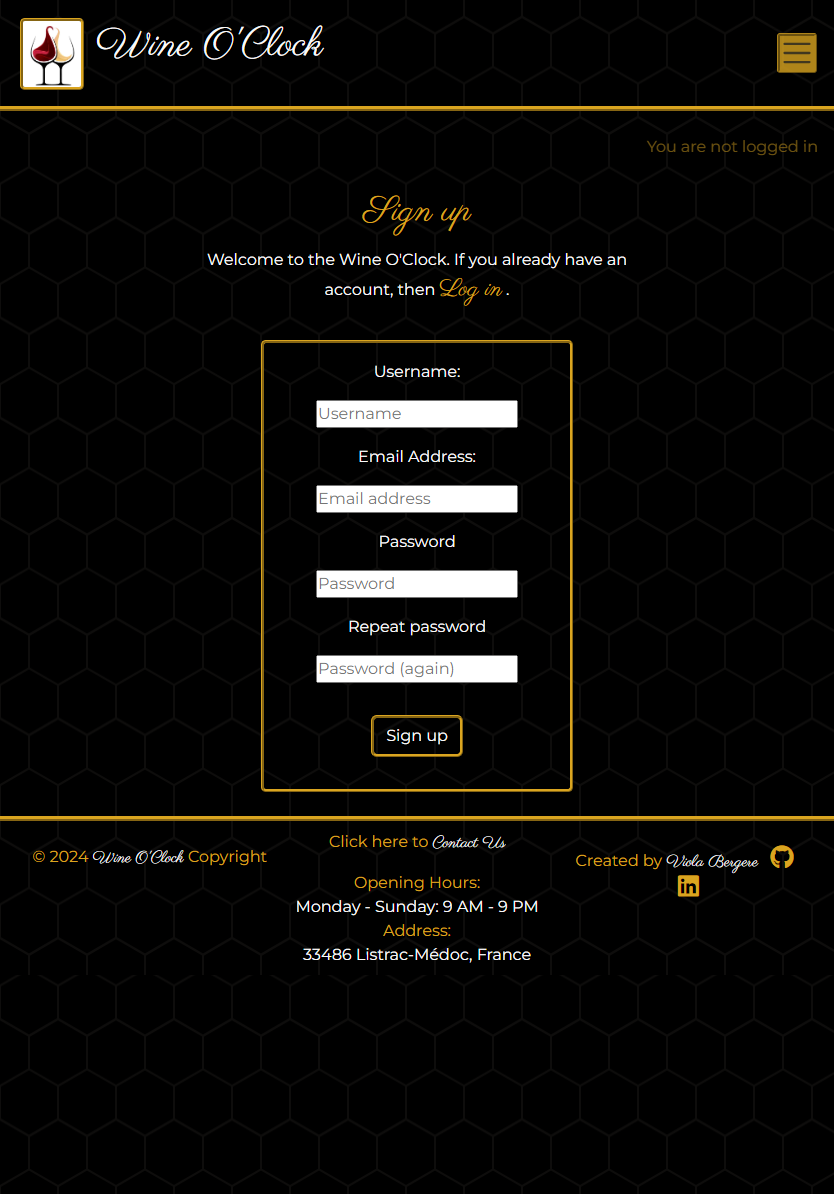 Wine O'Clock
You are not logged in
Sign up
Welcome to the Wine O'Clock. If you already have an
account, then Log in .
Username:
Username
Email Address:
Email address
Password
Password
Repeat password
Password (again)
Sign up
© 2024 Wine O'Clock Copyright
Click here to Contact Us
Opening Hours:
Monday - Sunday: 9 AM - 9 PM
Address:
33486 Listrac-Médoc, France
Created by Viola Bergere
in